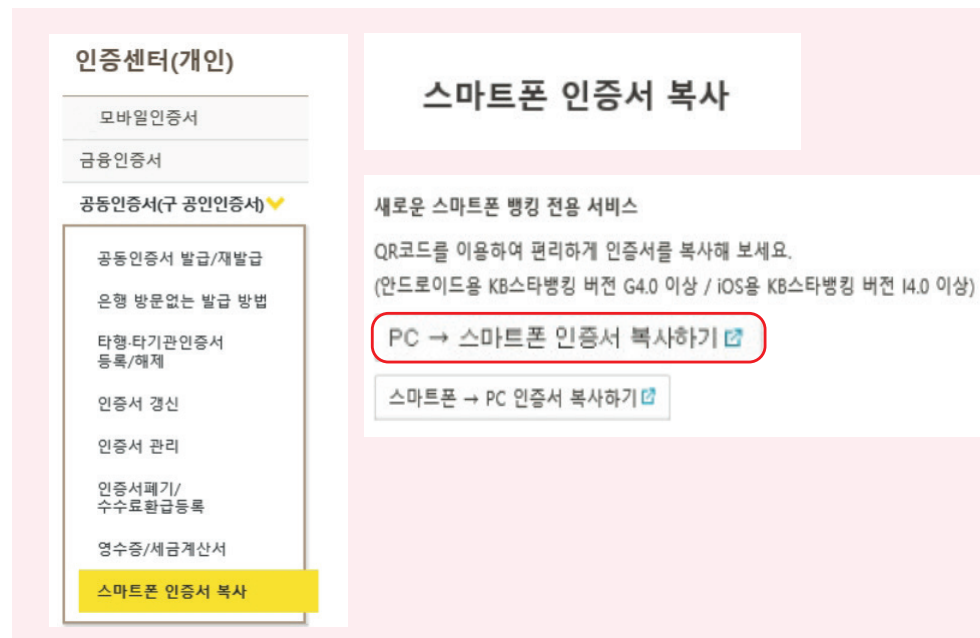 인증센터(개인)
모바일인증서
금융인증서
공동인증서(구 공인인증서)
공동인증서 발급/재발급
은행 방문없는 발급 방법
타행·타기관인증서
등록/해제
인증서 갱신
인증서 관리
인증서폐기/
수수료환급등록
영수증/세금계산서
스마트폰 인증서 복사
스마트폰 인증서 복사
새로운 스마트폰 뱅킹 전용 서비스
QR코드를 이용하여 편리하게 인증서를 복사해 보세요.
(안드로이드용 KB스타뱅킹 버전 G4.0 이상 / iOS용 KB스타뱅킹 버전 I4.0 이상)
PC → 스마트폰 인증서 복사하기
스마트폰 → PC 인증서 복사하기